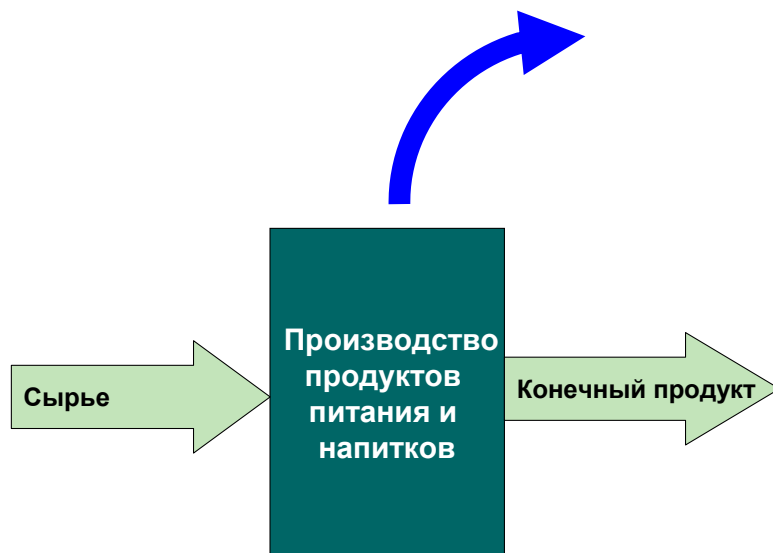 Сырье
Производство
продуктов
питания и
напитков
Конечный продукт